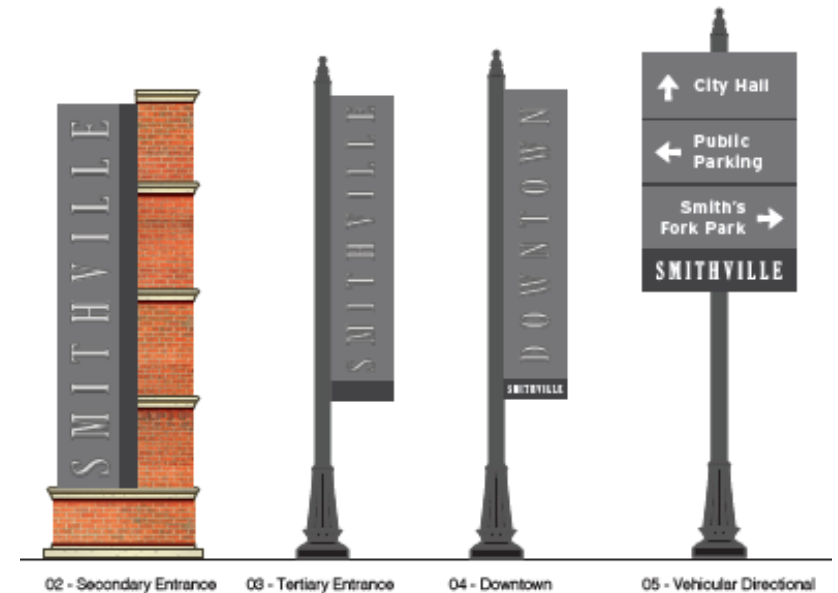 SMITHVILLE
SMITHVILLE
DOWNTOWN
SMITHVILLE
City Hall
Public
Parking
Smith's
Fork Park
SMITHVILLE
02 - Secondary Entrance
03 - Tertiary Entrance
04 - Downtown
05 - Vehicular Directional